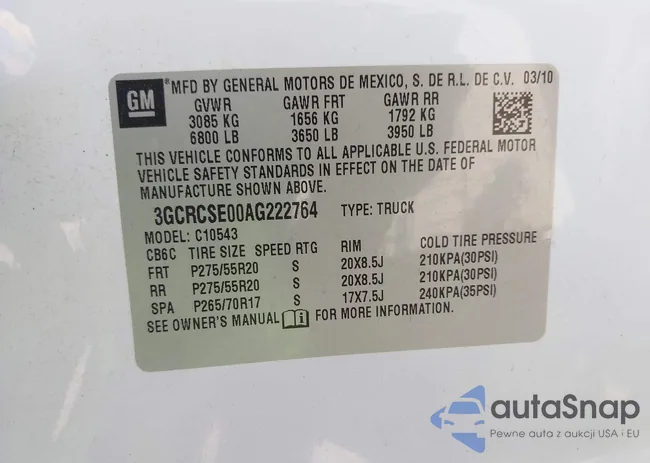 GM ®MFD BY GENERAL MOTORS DE MEXICO, S. DE R.L. DE C.V. 03/10
GVWR GAWR FRT GAWR RR
3085 KG 1656 KG 1792 KG
6800 LB 3650 LB 3950 LB
THIS VEHICLE CONFORMS TO ALL APPLICABLE U.S. FEDERAL MOTOR
VEHICLE SAFETY STANDARDS IN EFFECT ON THE DATE OF
MANUFACTURE SHOWN ABOVE.
3GCRCSE00AG222764 TYPE: TRUCK
MODEL: C10543
CB6C TIRE SIZE SPEED RTG RIM COLD TIRE PRESSURE
FRT P275/55R20 S 20X8.5J 210KPA(30PSI)
RR P275/55R20 S 20X8.5J 210KPA(30PSI)
SPA P265/70R17 S 17X7.5J 240KPA(35PSI)
SEE OWNER'S MANUAL FOR MORE INFORMATION.
autaSnap
Pewne auta z aukcji USA i EU